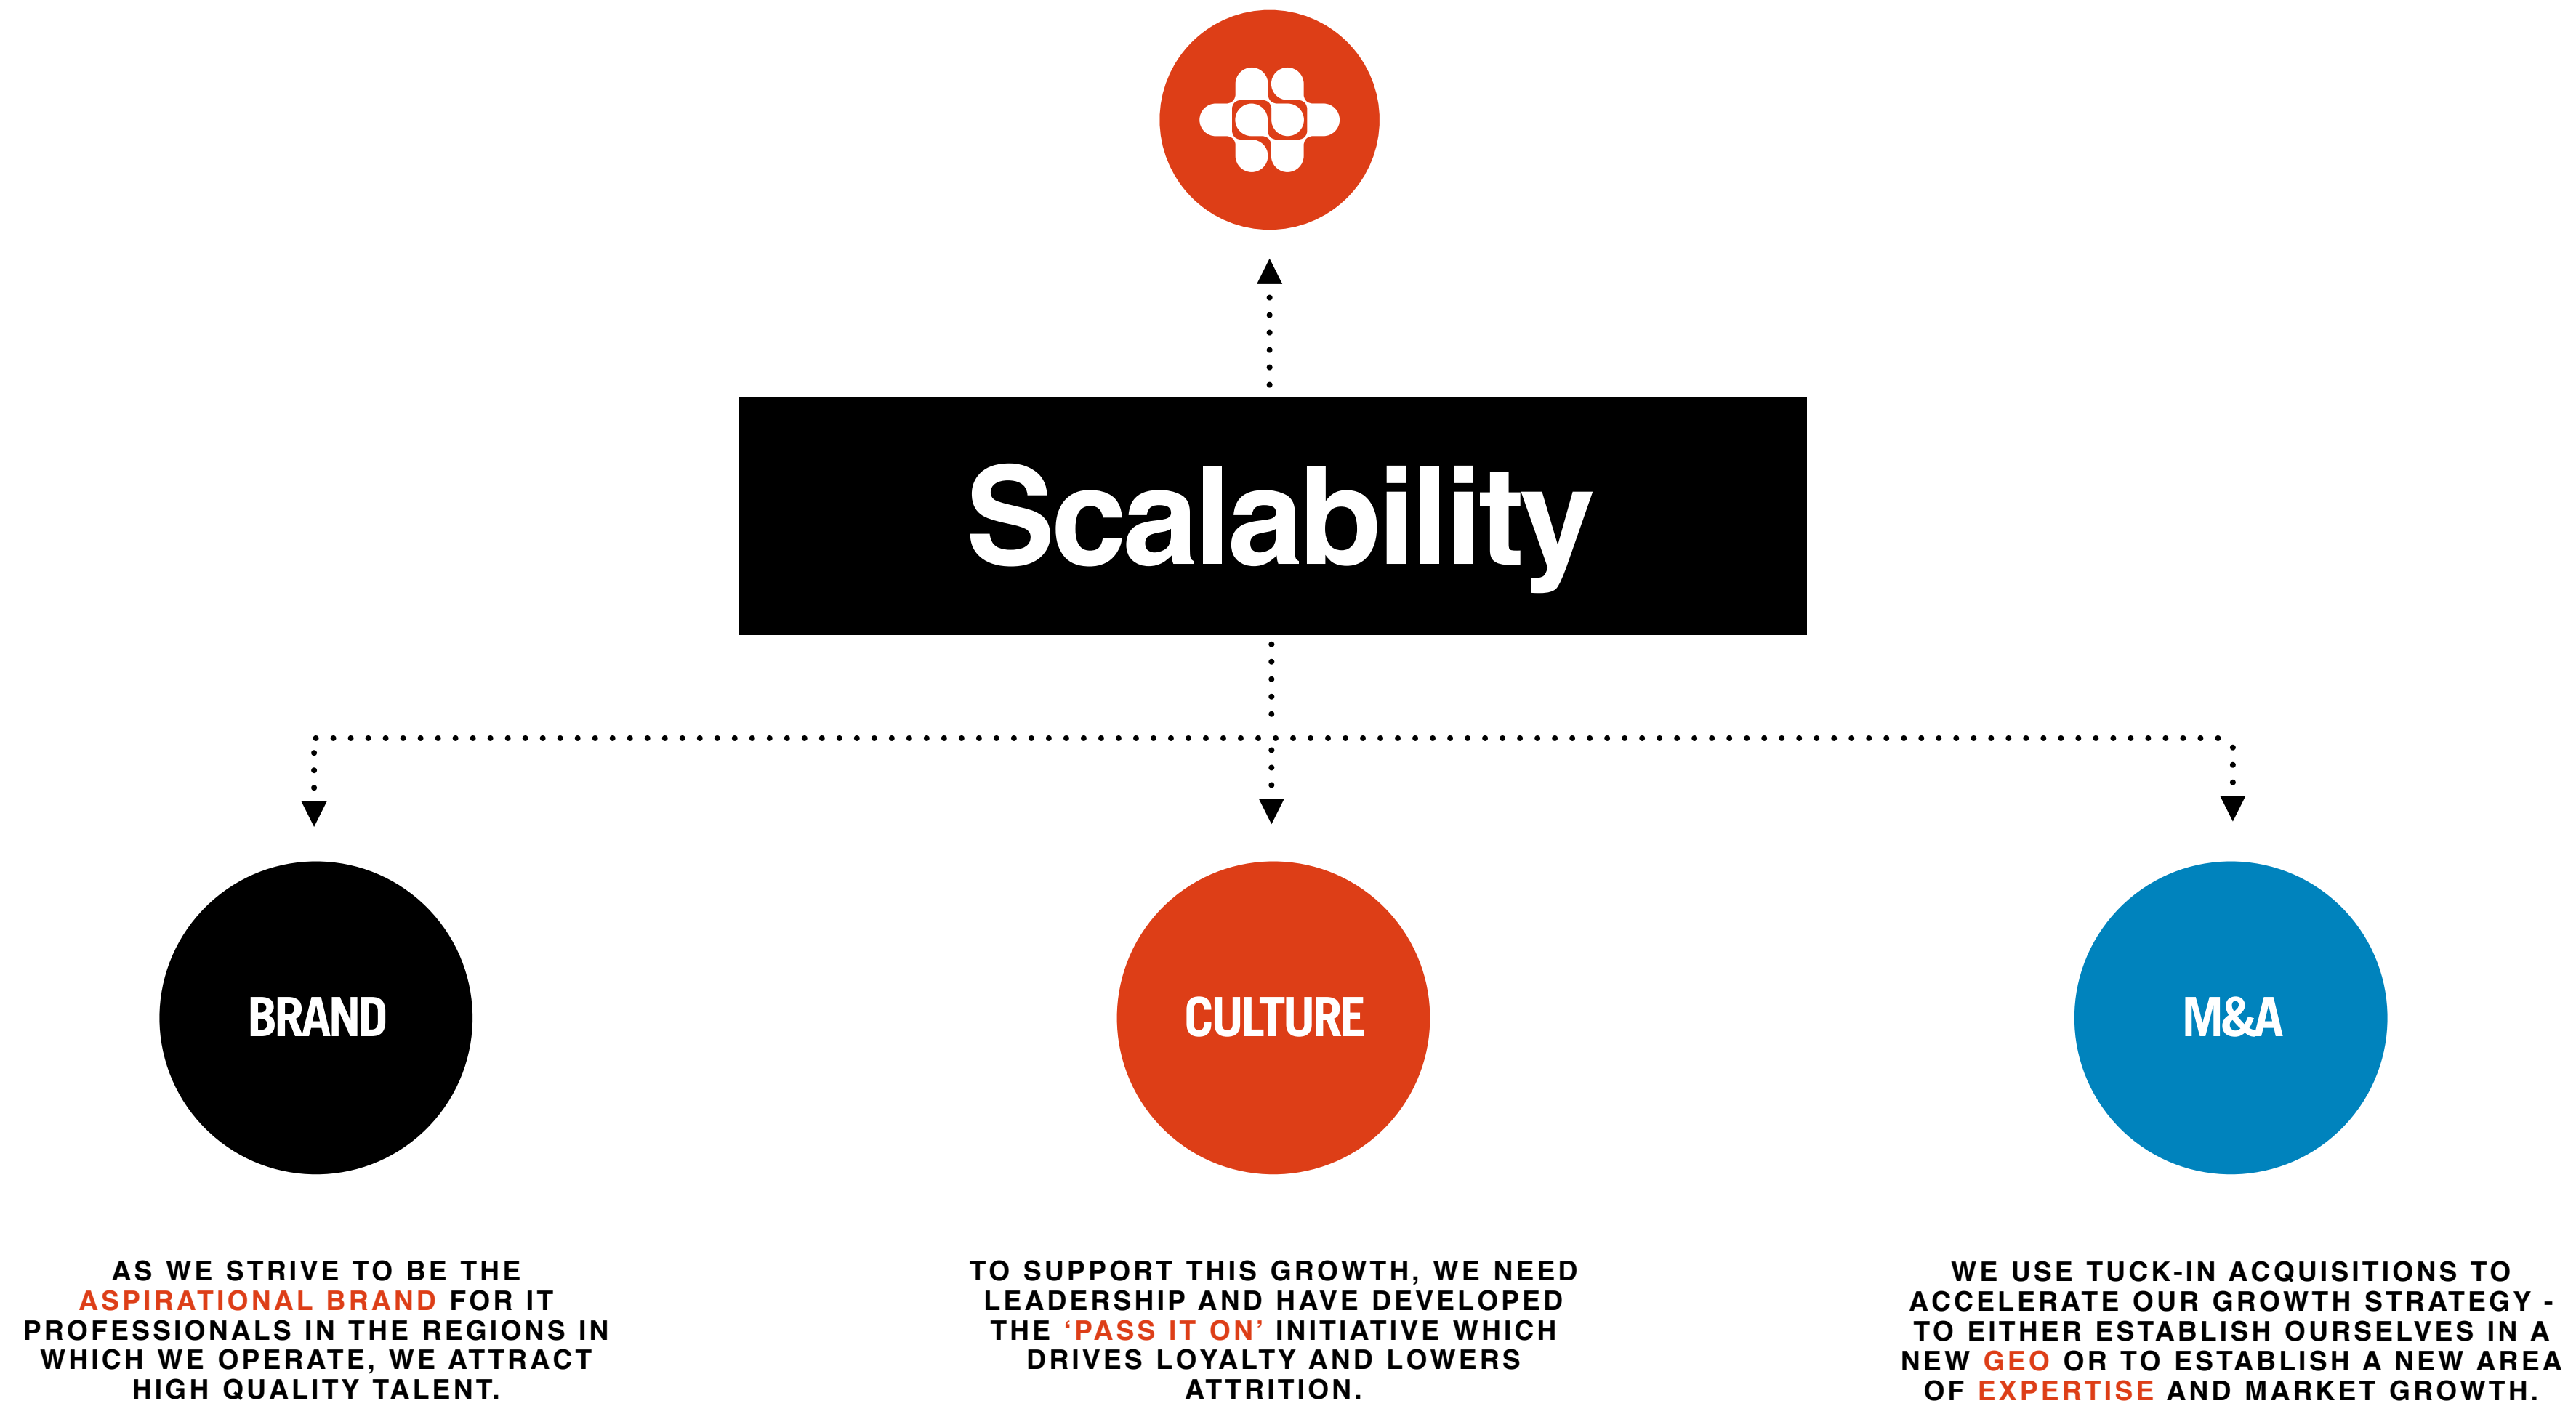 Scalability
BRAND
CULTURE
M&A
AS WE STRIVE TO BE THE
ASPIRATIONAL BRAND FOR IT
PROFESSIONALS IN THE REGIONS IN
WHICH WE OPERATE, WE ATTRACT
HIGH QUALITY TALENT.
TO SUPPORT THIS GROWTH, WE NEED
LEADERSHIP AND HAVE DEVELOPED
THE ‘PASS IT ON’ INITIATIVE WHICH
DRIVES LOYALTY AND LOWERS
ATTRITION.
WE USE TUCK-IN ACQUISITIONS TO
ACCELERATE OUR GROWTH STRATEGY -
TO EITHER ESTABLISH OURSELVES IN A
NEW GEO OR TO ESTABLISH A NEW AREA
OF EXPERTISE AND MARKET GROWTH.